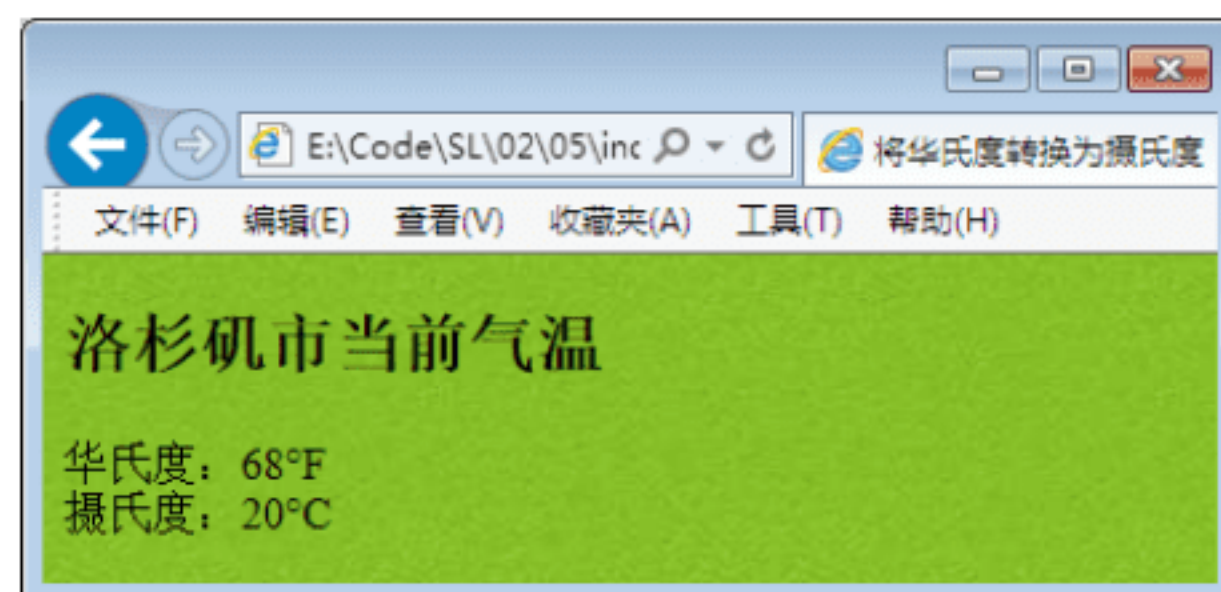 E:\Code\SL\02\05\inc
将华氏度转换为摄氏度
文件(F) 编辑(E) 查看(V) 收藏夹(A) 工具(T) 帮助(H)
洛杉矶市当前气温
华氏度：68°F
摄氏度：20°C